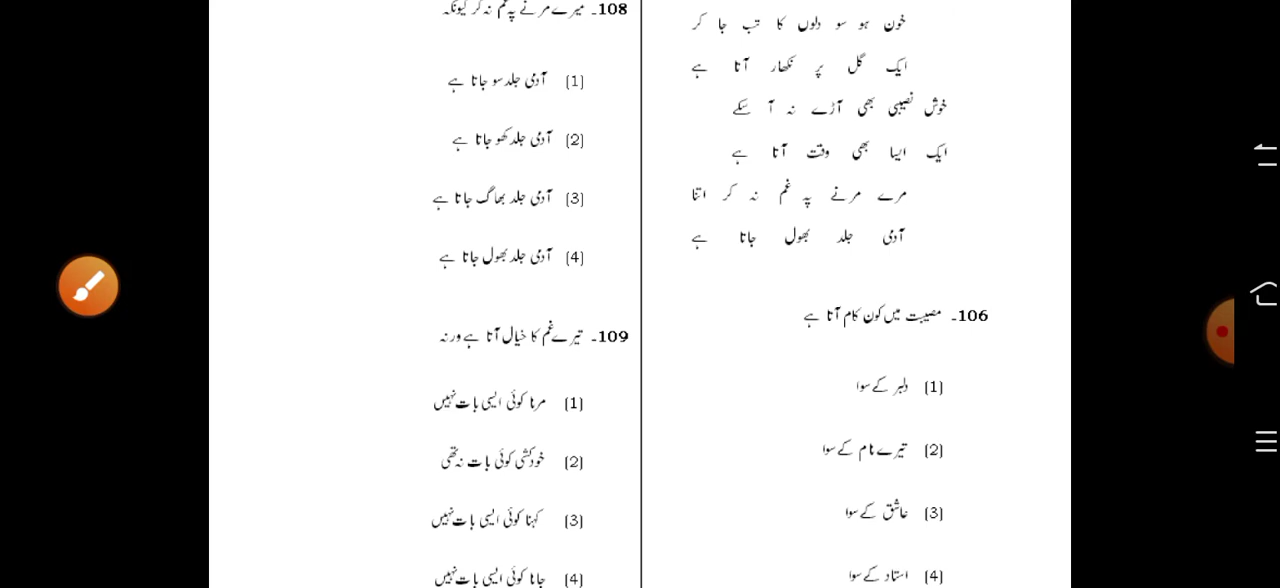 خون ہو سو دلوں کا تب جا کر
ایک گل پر نکھار آتا ہے
خوش نصیبی بھی آڑے نہ آ سکے
ایک ایسا بھی وقت آتا ہے
مرے مرنے پہ غم نہ کر اتنا
آدمی جلد بھول جاتا ہے
106۔ مصیبت میں کون کام آتا ہے
(1) دلبر کے سوا
(2) تیرے نام کے سوا
(3) عاشق کے سوا
(4) استاد کے سوا
108۔ میرے مرنے پہ غم نہ کر کیونکہ
(1) آدمی جلد سو جاتا ہے
(2) آدمی جلد کھو جاتا ہے
(3) آدمی جلد بھاگ جاتا ہے
(4) آدمی جلد بھول جاتا ہے
109۔ تیرے غم کا خیال آتا ہے ورنہ
(1) مرنا کوئی ایسی بات نہیں
(2) خودکشی کوئی بات نہ تھی
(3) کہنا کوئی ایسی بات نہیں
(4) جانا کوئی ایسی بات نہیں